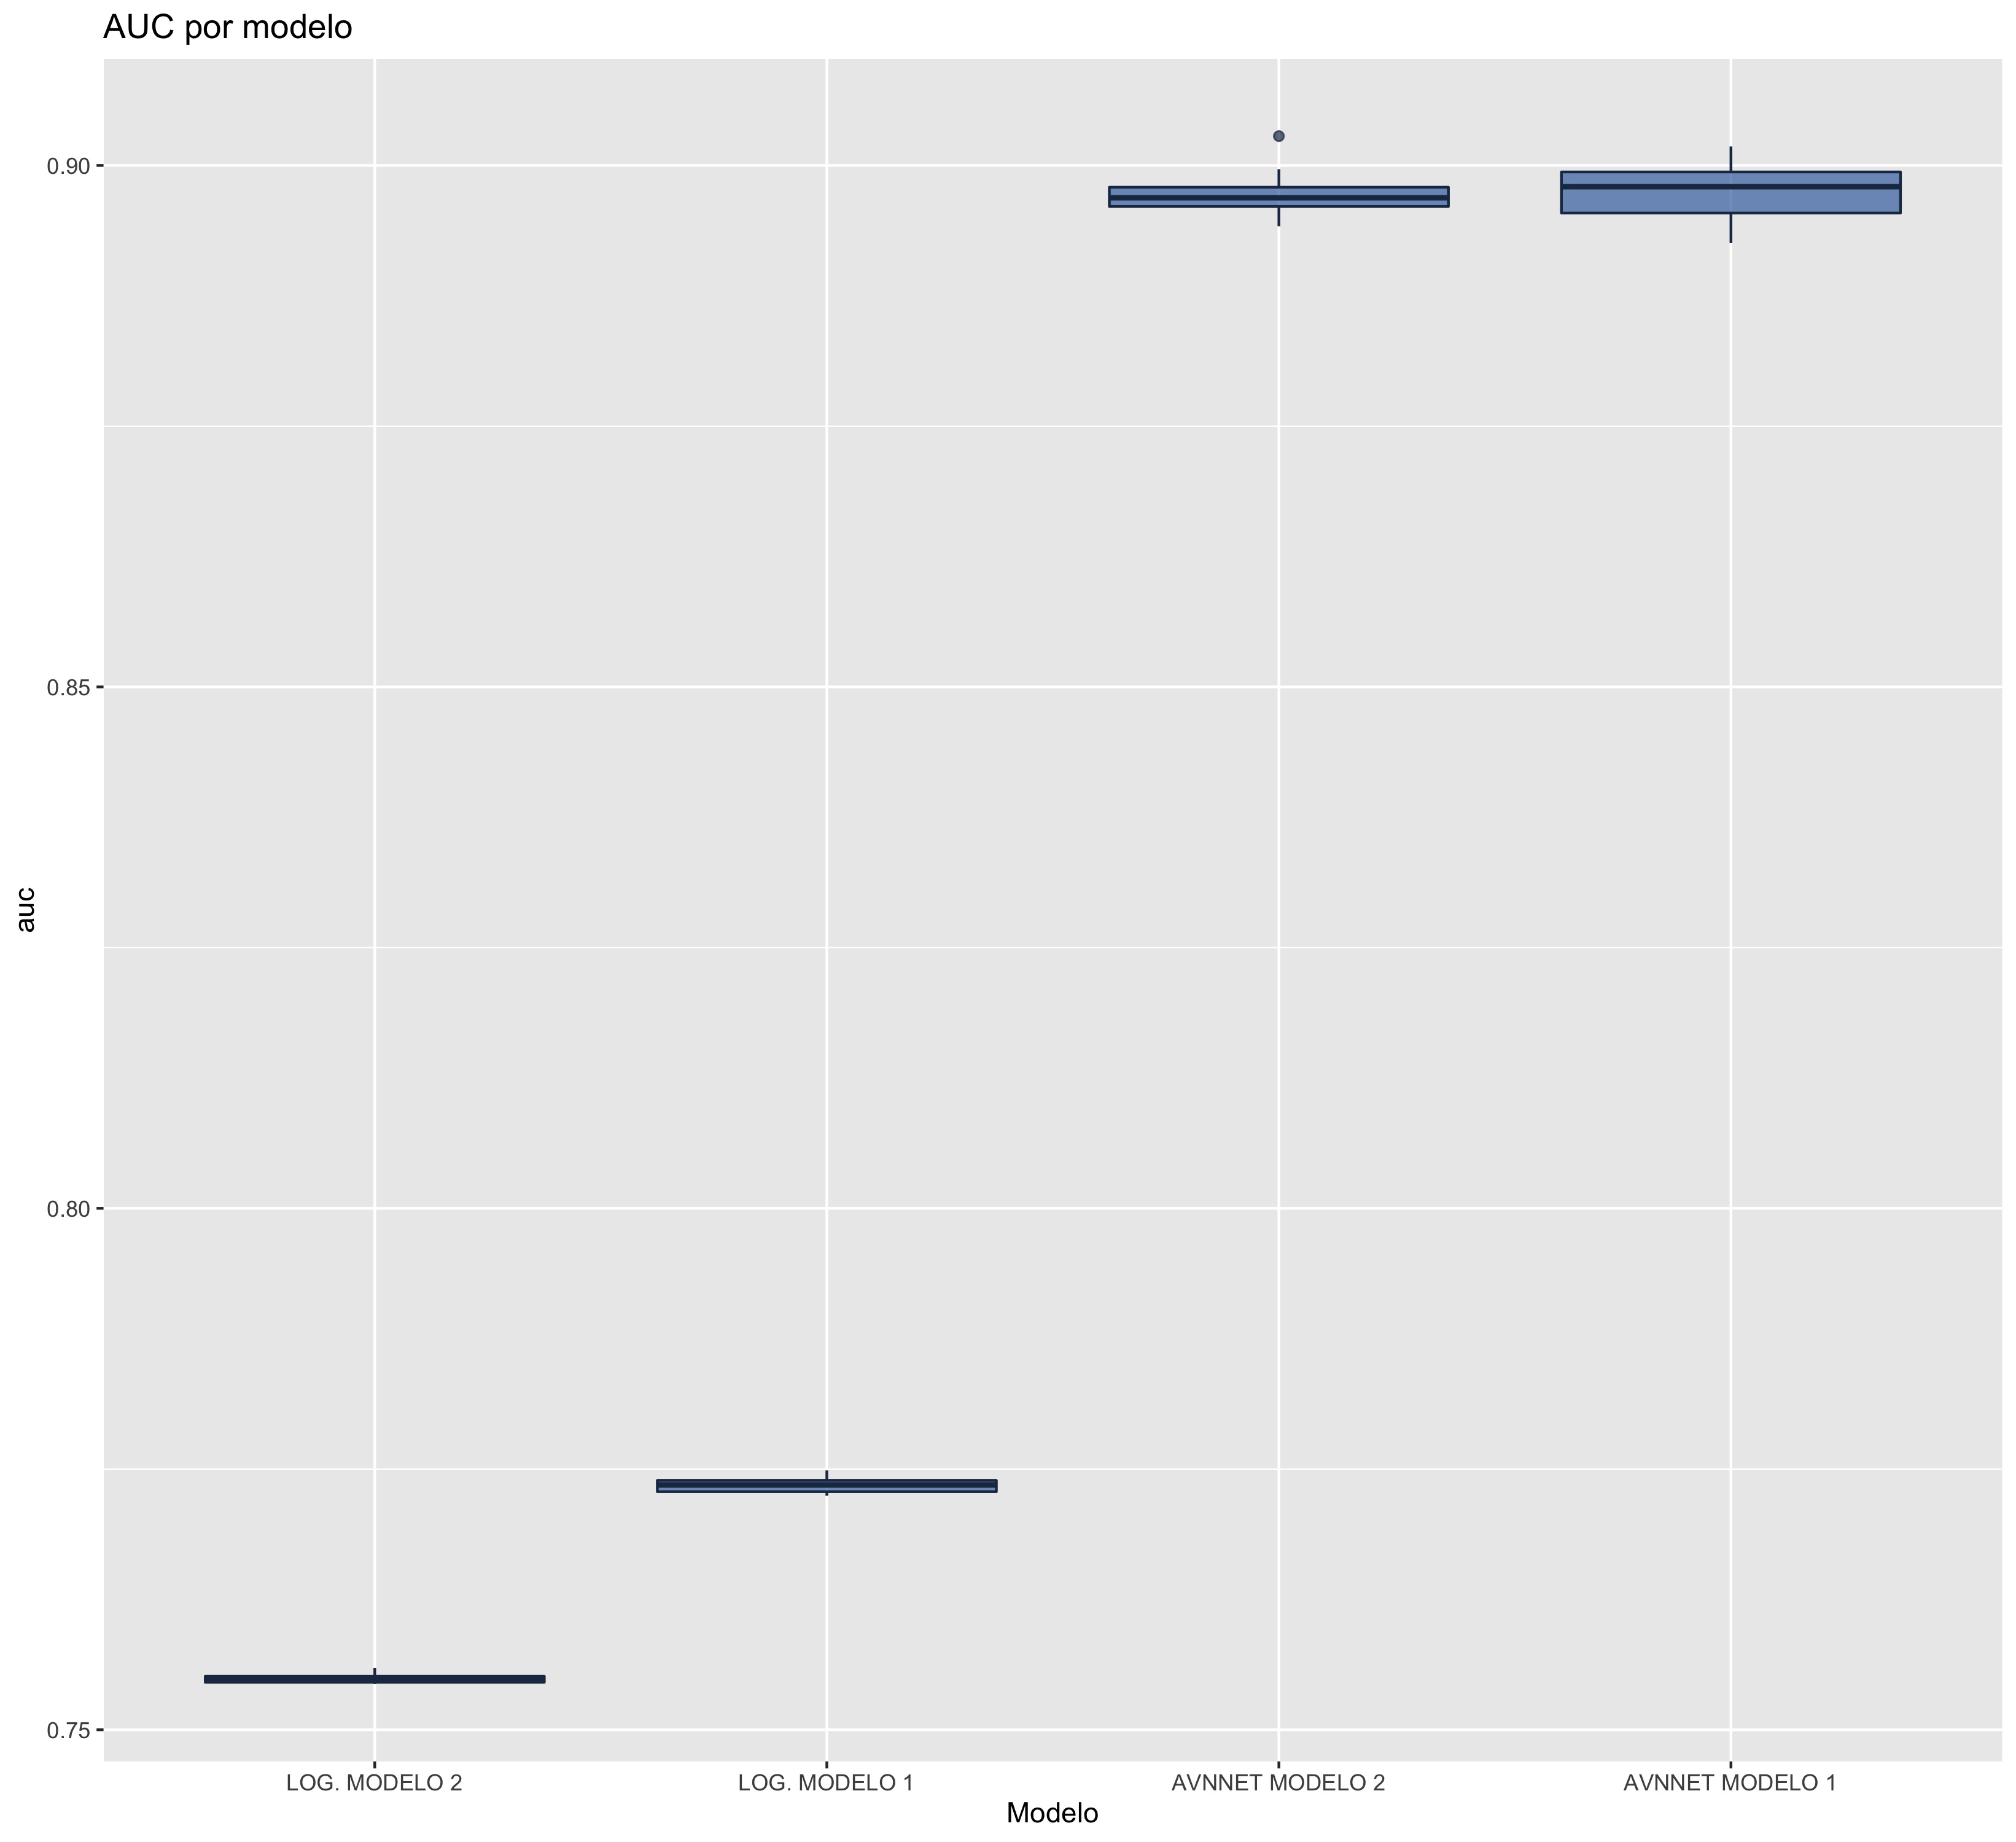 AUC por modelo
0.90
0.85
auc
0.80
0.75
LOG. MODELO 2
LOG. MODELO 1
AVNNET MODELO 2
AVNNET MODELO 1
Modelo